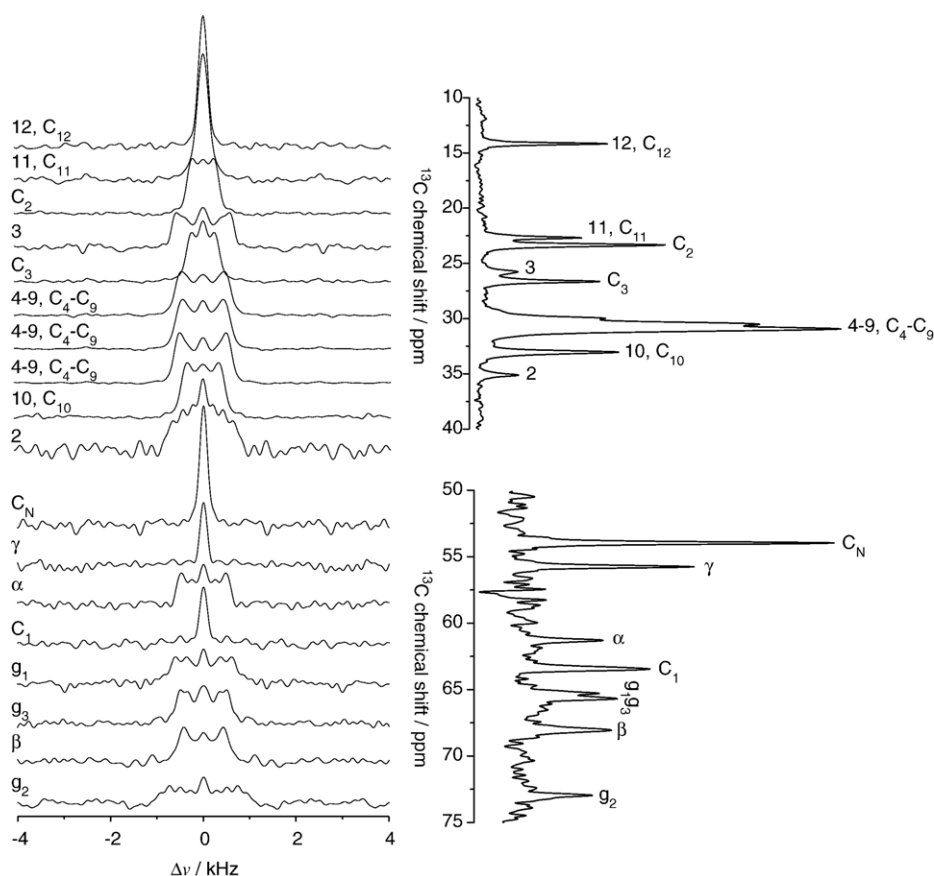 12, C₁₂
11, C₁₁
C₂
3
C₃
4-9, C₄-C₉
4-9, C₄-C₉
4-9, C₄-C₉
10, C₁₀
2
C_N
γ
α
C₁
g₁
g₃
β
g₂
-4 -2 0 2 4
Δν / kHz
10
15
20
25
30
35
40
¹³C chemical shift / ppm
12, C₁₂
11, C₁₁
C₂
3
C₃
4-9, C₄-C₉
10, C₁₀
2
50
55
60
65
70
75
¹³C chemical shift / ppm
C_N
γ
α
C₁
g₁g₃
β
g₂